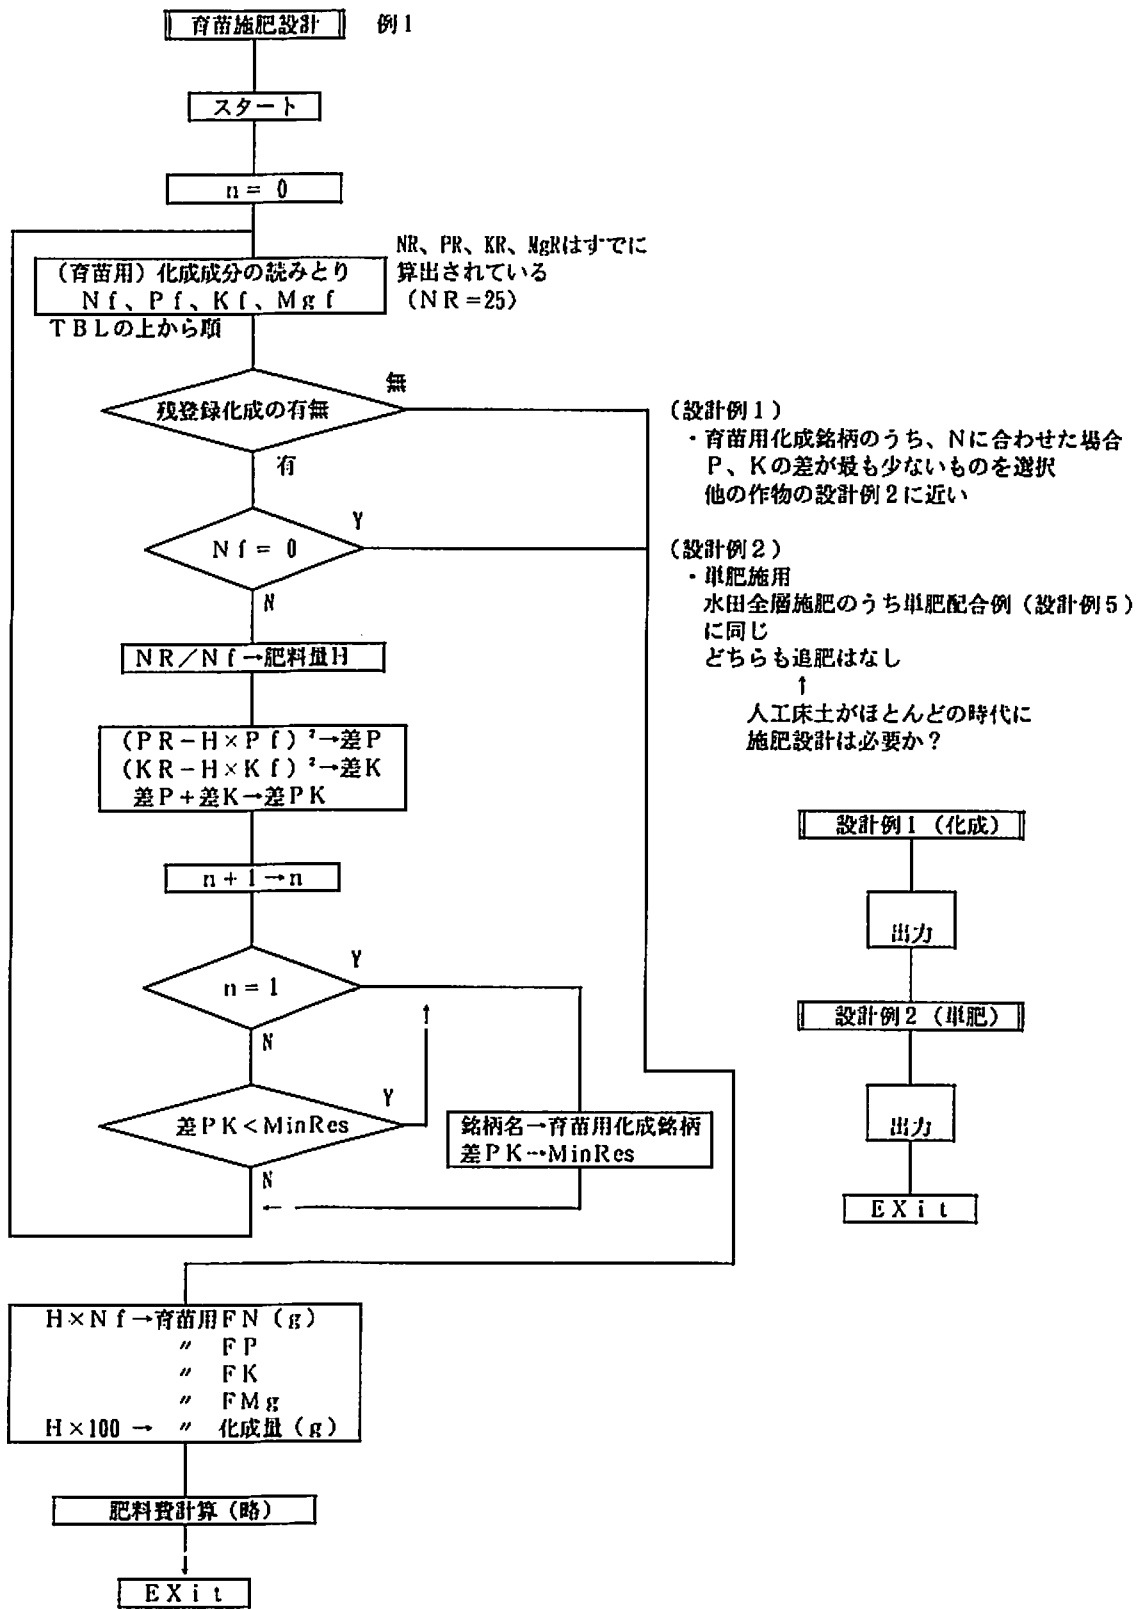 育苗施肥設計 例1
スタート
n = 0
(育苗用) 化成成分の読みとり
Nf、Pf、Kf、Mgf
TBLの上から順
NR、PR、KR、MgRはすでに
算出されている
(NR=25)
残登録化成の有無
無
有
Nf= 0
Y
N
NR/Nf→肥料量H
(PR-H×Pf)²→差P
(KR-H×Kf)²→差K
差P+差K→差PK
n+1→n
n=1
Y
N
差PK<MinRes
Y
N
銘柄名→育苗用化成銘柄
差PK→MinRes
H×Nf→育苗用FN (g)
〃 FP
〃 FK
〃 FMg
H×100 → 〃 化成量(g)
肥料費計算(略)
EXit
(設計例1)
・育苗用化成銘柄のうち、Nに合わせた場合
P、Kの差が最も少ないものを選択
他の作物の設計例2に近い
(設計例2)
・単肥施用
水田全層施肥のうち単肥配合例(設計例5)
に同じ
どちらも追肥はなし
↑
人工床土がほとんどの時代に
施肥設計は必要か?
設計例1(化成)
出力
設計例2(単肥)
出力
EXit